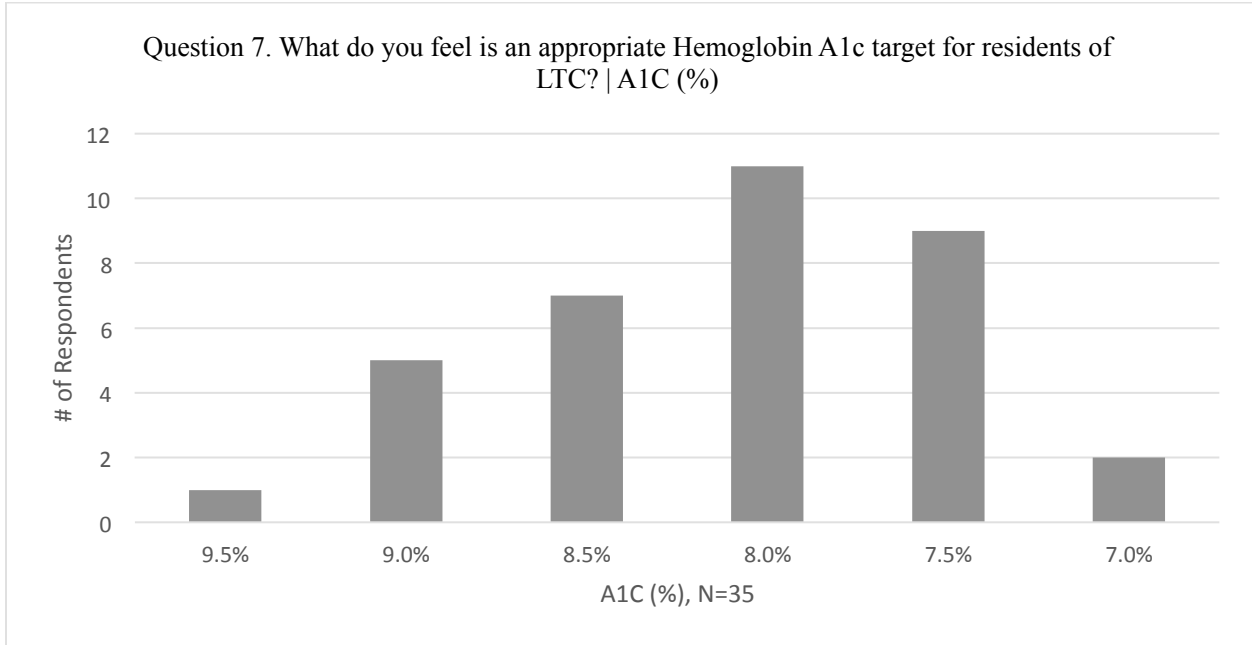 Question 7. What do you feel is an appropriate Hemoglobin A1c target for residents of
LTC? | A1C (%)
12
10
8
6
4
2
0
# of Respondents
9.5% 9.0% 8.5% 8.0% 7.5% 7.0%
A1C (%), N=35